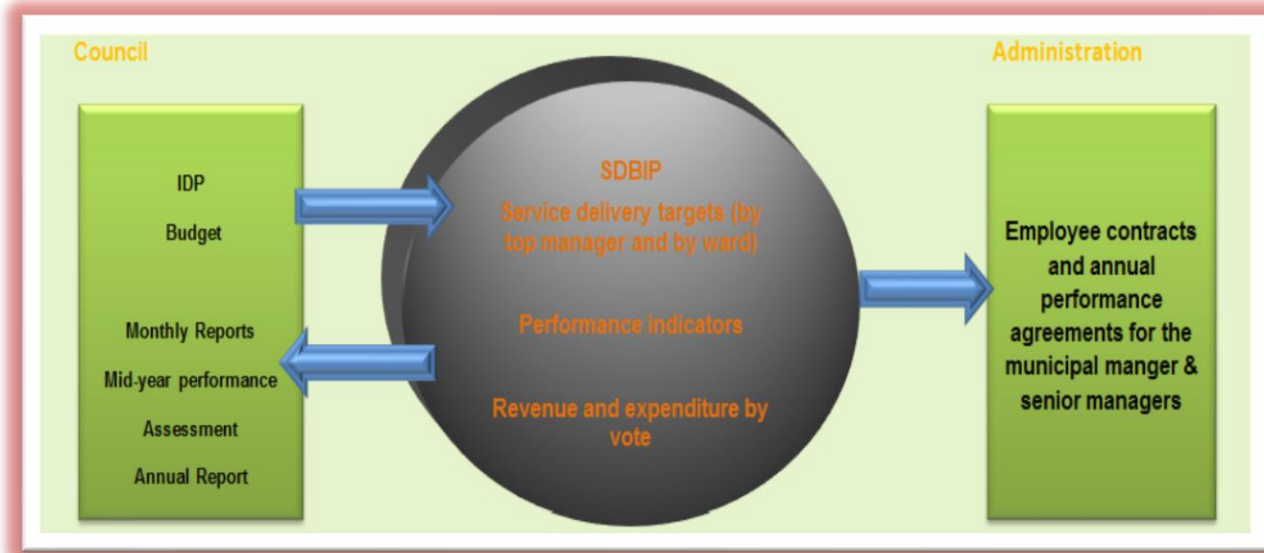 Council
IDP
Budget
Monthly Reports
Mid-year performance
Assessment
Annual Report
SDBIP
Service delivery targets (by
top manager and by ward)
Performance indicators
Revenue and expenditure by
vote
Administration
Employee contracts
and annual
performance
agreements for the
municipal manger &
senior managers